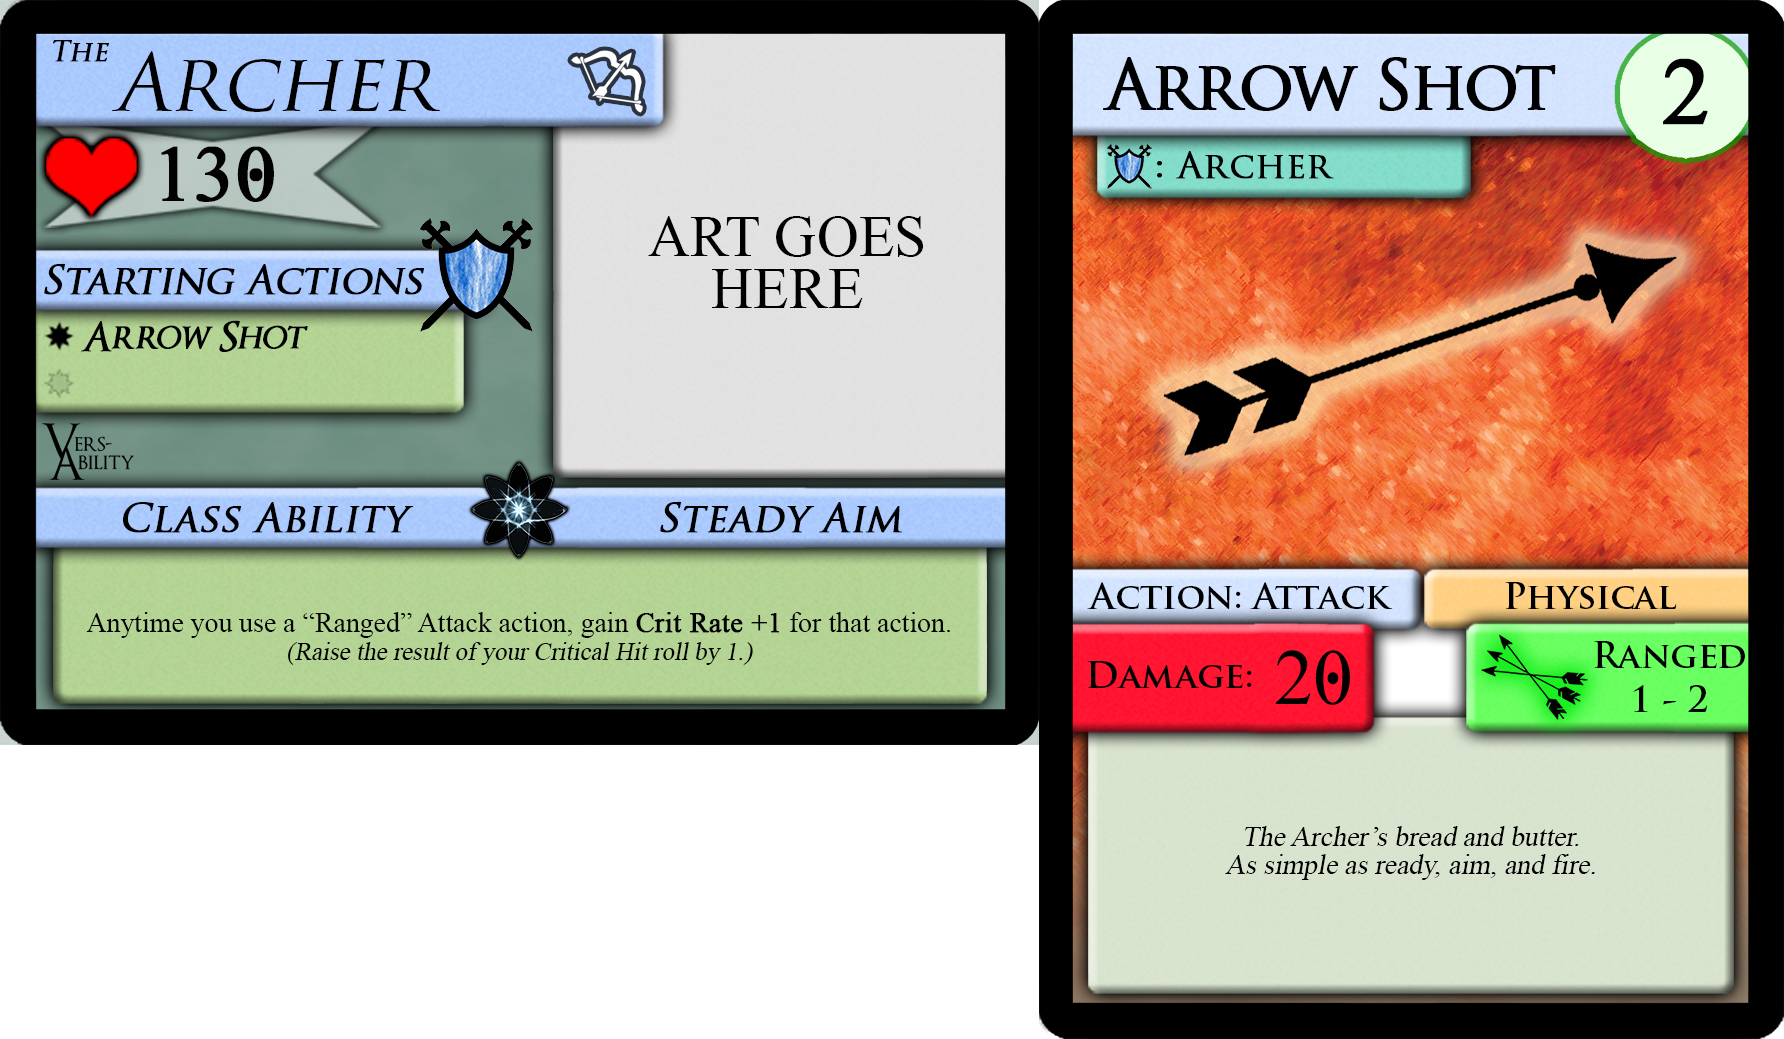 THE
ARCHER
130
STARTING ACTIONS
ARROW SHOT
VERS-
ABILITY
ART GOES
HERE
CLASS ABILITY
STEADY AIM
Anytime you use a “Ranged” Attack action, gain Crit Rate +1 for that action.
(Raise the result of your Critical Hit roll by 1.)
ARROW SHOT
2
: ARCHER
ACTION: ATTACK
PHYSICAL
DAMAGE: 20
RANGED
1 - 2
The Archer’s bread and butter.
As simple as ready, aim, and fire.